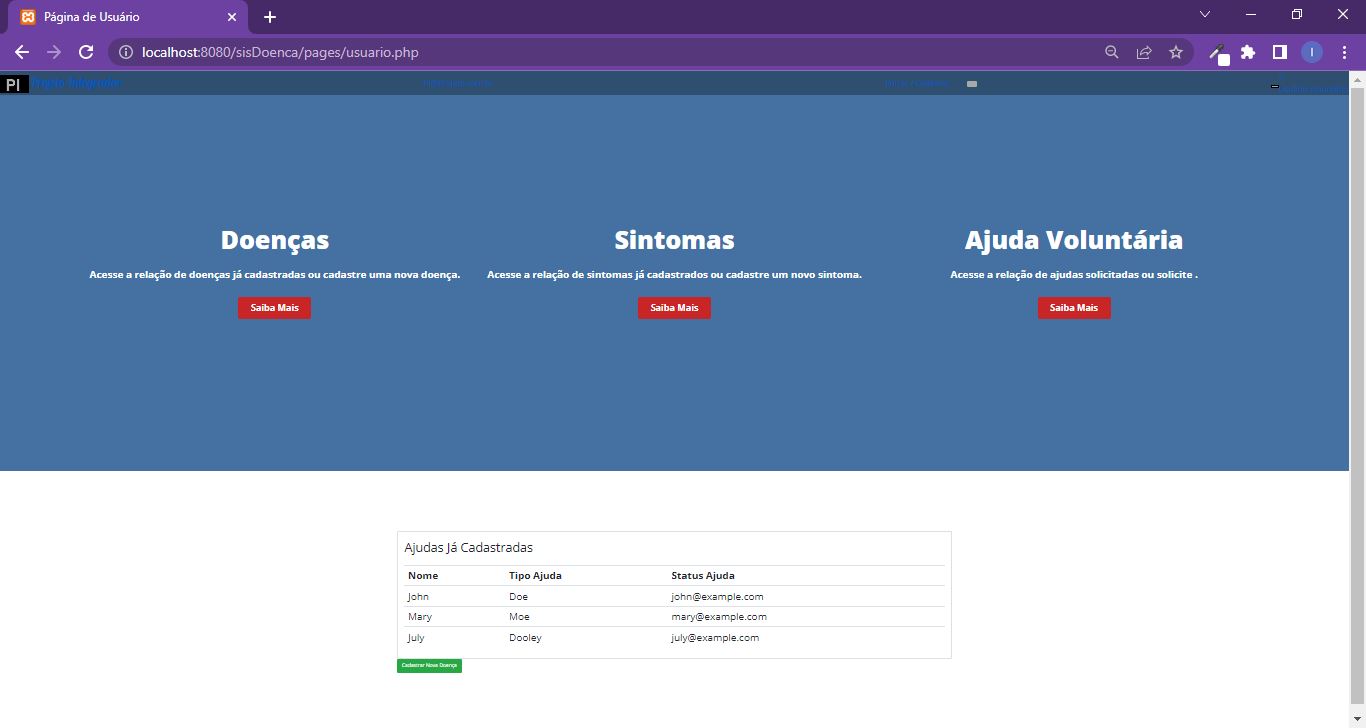 Página de Usuário
localhost:8080/sisDoenca/pages/usuario.php
I
PI Projeto Integrador
Doenças
Acesse a relação de doenças já cadastradas ou cadastre uma nova doença.
Saiba Mais
Sintomas
Acesse a relação de sintomas já cadastrados ou cadastre um novo sintoma.
Saiba Mais
Ajuda Voluntária
Acesse a relação de ajudas solicitadas ou solicite .
Saiba Mais
Ajudas Já Cadastradas
Nome Tipo Ajuda Status Ajuda
John Doe john@example.com
Mary Moe mary@example.com
July Dooley july@example.com
Cadastrar Nova Doença